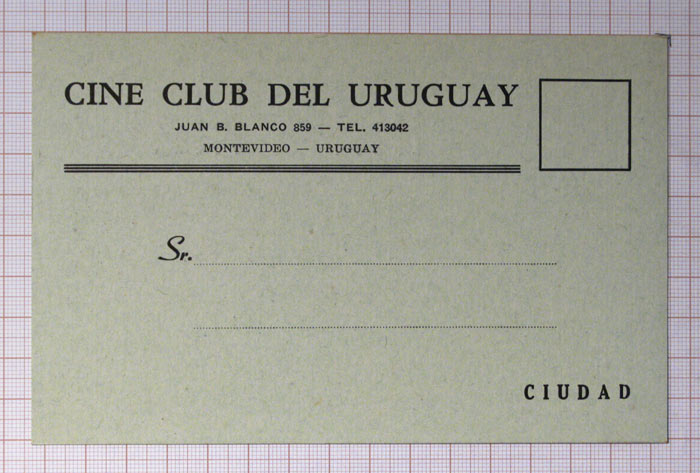 CINE CLUB DEL URUGUAY
JUAN B. BLANCO 859 — TEL. 413042
MONTEVIDEO — URUGUAY
Sr.
CIUDAD